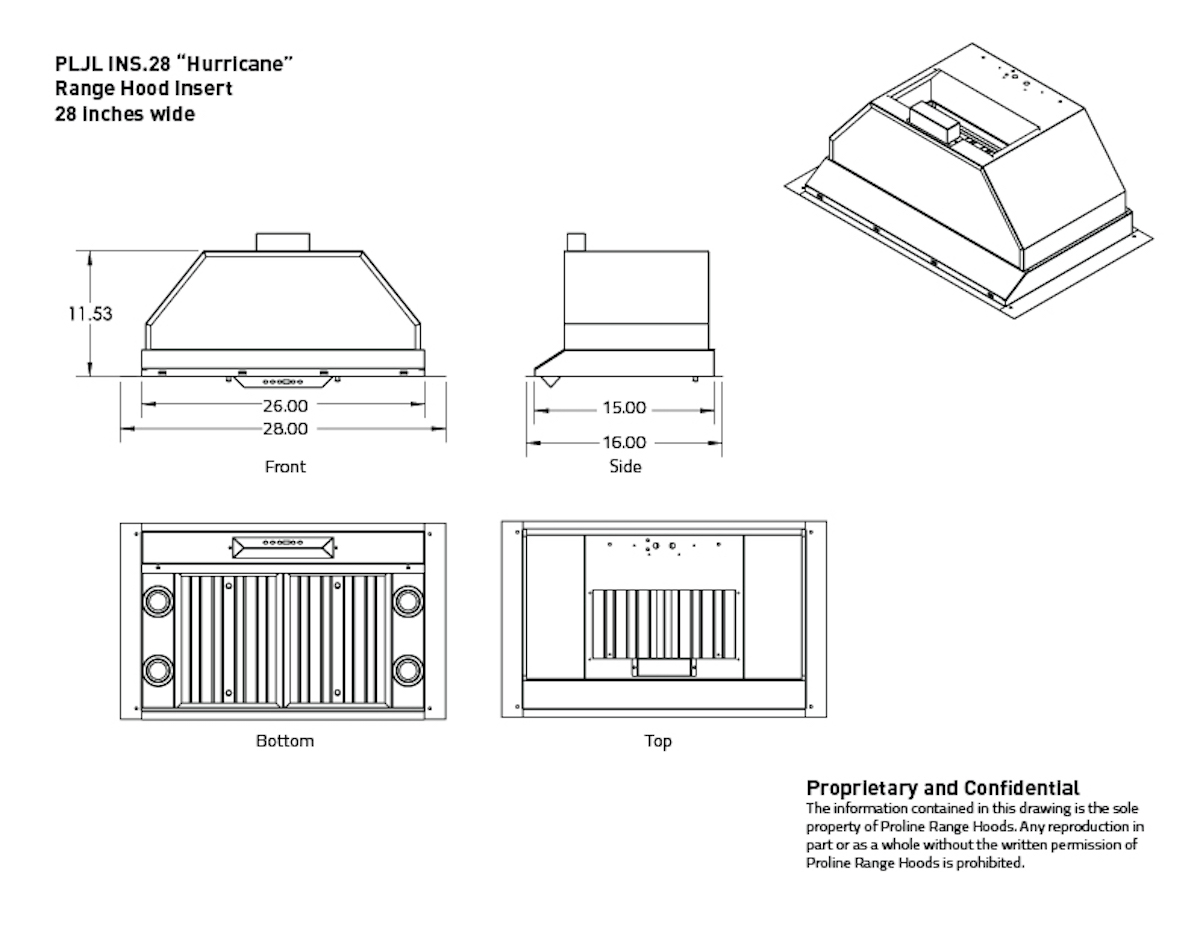 PLJL INS.28 “Hurricane”
Range Hood Insert
28 Inches wide
11.53
26.00
28.00
Front
15.00
16.00
Side
Bottom
Top
Proprietary and Confidential
The information contained in this drawing is the sole
property of Proline Range Hoods. Any reproduction in
part or as a whole without the written permission of
Proline Range Hoods is prohibited.